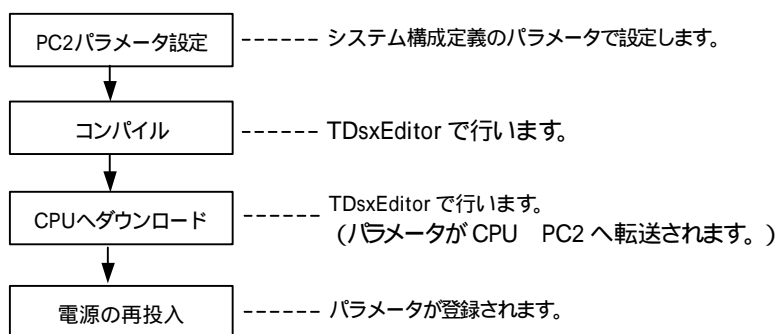 PC2パラメータ設定 ------ システム構成定義のパラメータで設定します。
コンパイル ------ TDsxEditor で行います。
CPUへダウンロード ------ TDsxEditor で行います。
(パラメータが CPU　PC2 へ転送されます。)
電源の再投入 ------ パラメータが登録されます。